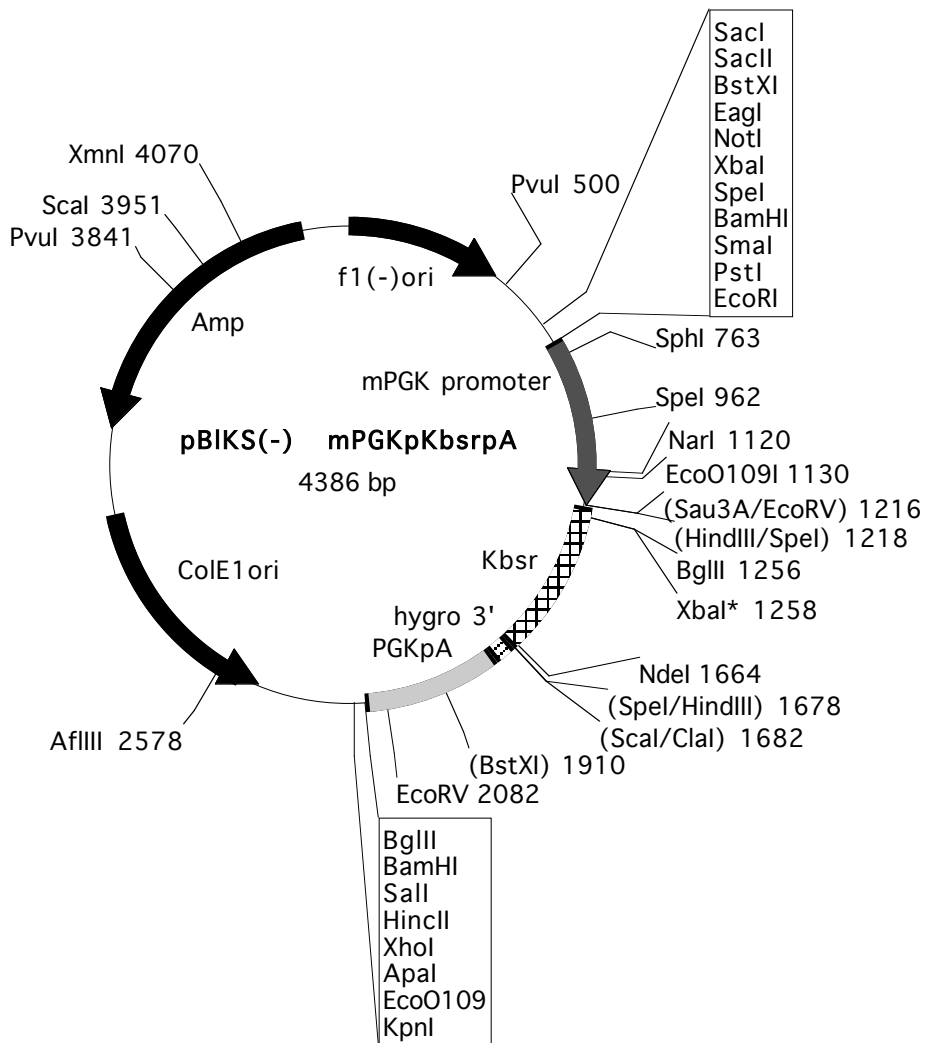 SacI
SacII
BstXI
EagI
NotI
XbaI
SpeI
BamHI
SmaI
PstI
EcoRI
XmnI 4070
ScaI 3951
PvuI 3841
PvuI 500
f1(-)ori
Amp
SphI 763
mPGK promoter
SpeI 962
pBlKS(-) mPGKpKbsrpA
4386 bp
NarI 1120
EcoO109I 1130
(Sau3A/EcoRV) 1216
(HindIII/SpeI) 1218
Kbsr
ColE1ori
BglII 1256
XbaI* 1258
hygro 3'
PGKpA
NdeI 1664
(SpeI/HindIII) 1678
(ScaI/ClaI) 1682
AflIII 2578
(BstXI) 1910
EcoRV 2082
BglII
BamHI
SalI
HincII
XhoI
ApaI
EcoO109
KpnI